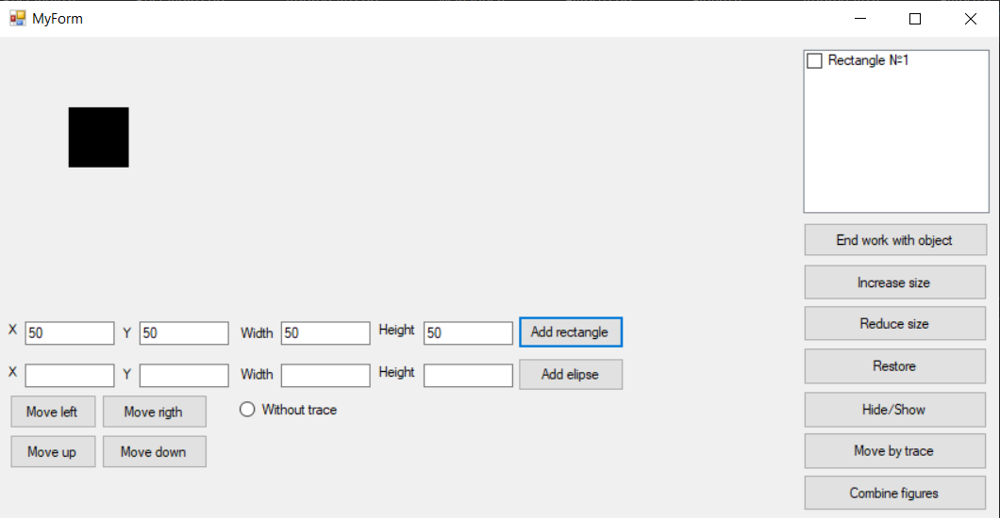 MyForm
Rectangle №1
End work with object
Increase size
Reduce size
Restore
Hide/Show
Move by trace
Combine figures
X 50 Y 50 Width 50 Height 50 Add rectangle
X Y Width Height Add elipse
Move left Move rigth Without trace
Move up Move down